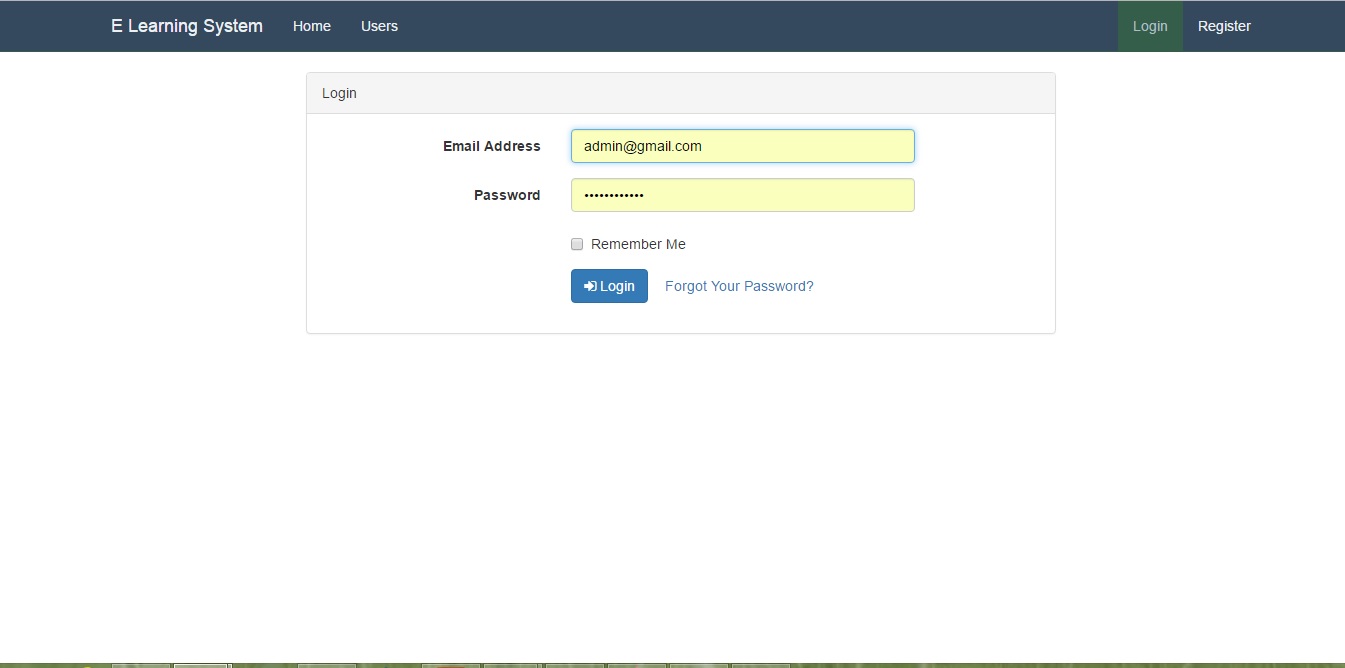 E Learning System Home Users Login Register
Login
Email Address admin@gmail.com
Password ••••••••••••
Remember Me
Login Forgot Your Password?